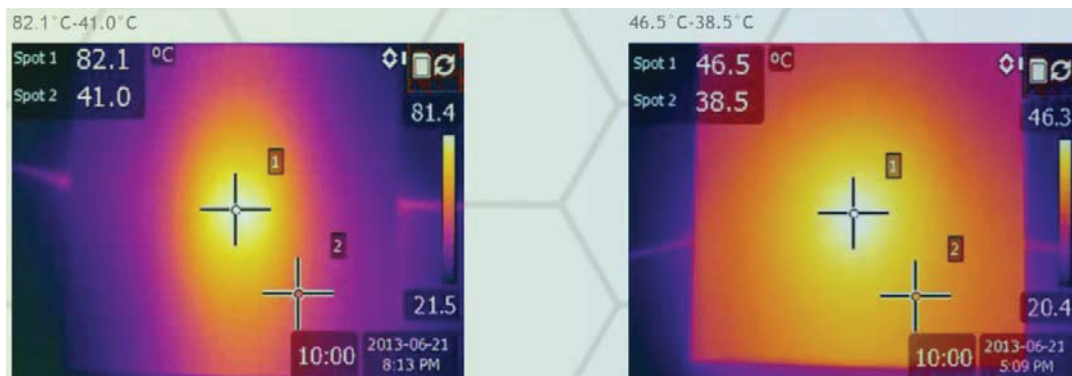 82.1°C-41.0°C
Spot 1 82.1 °C
Spot 2 41.0
81.4
1
2
21.5
10:00
2013-06-21
8:13 PM
46.5°C-38.5°C
Spot 1 46.5 °C
Spot 2 38.5
46.3
1
2
20.4
10:00
2013-06-21
5:09 PM